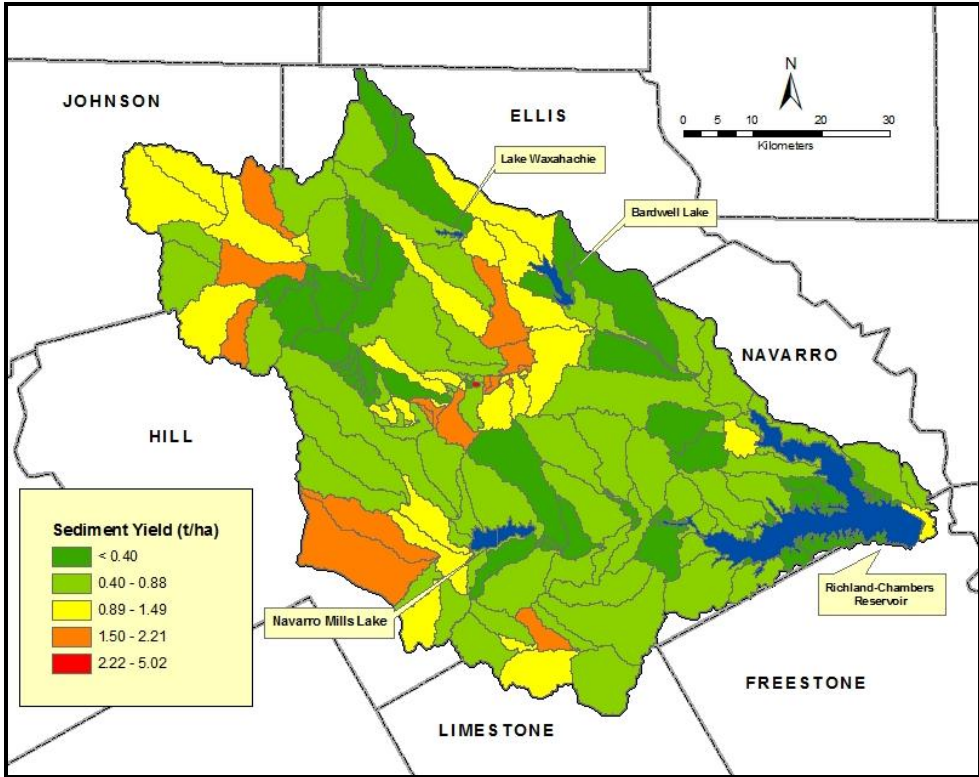 JOHNSON
ELLIS
N
0 5 10 20 30
Kilometers
Lake Waxahachie
Bardwell Lake
NAVARRO
HILL
Sediment Yield (t/ha)
< 0.40
0.40 - 0.88
0.89 - 1.49
1.50 - 2.21
2.22 - 5.02
Richland-Chambers
Reservoir
Navarro Mills Lake
FREESTONE
LIMESTONE